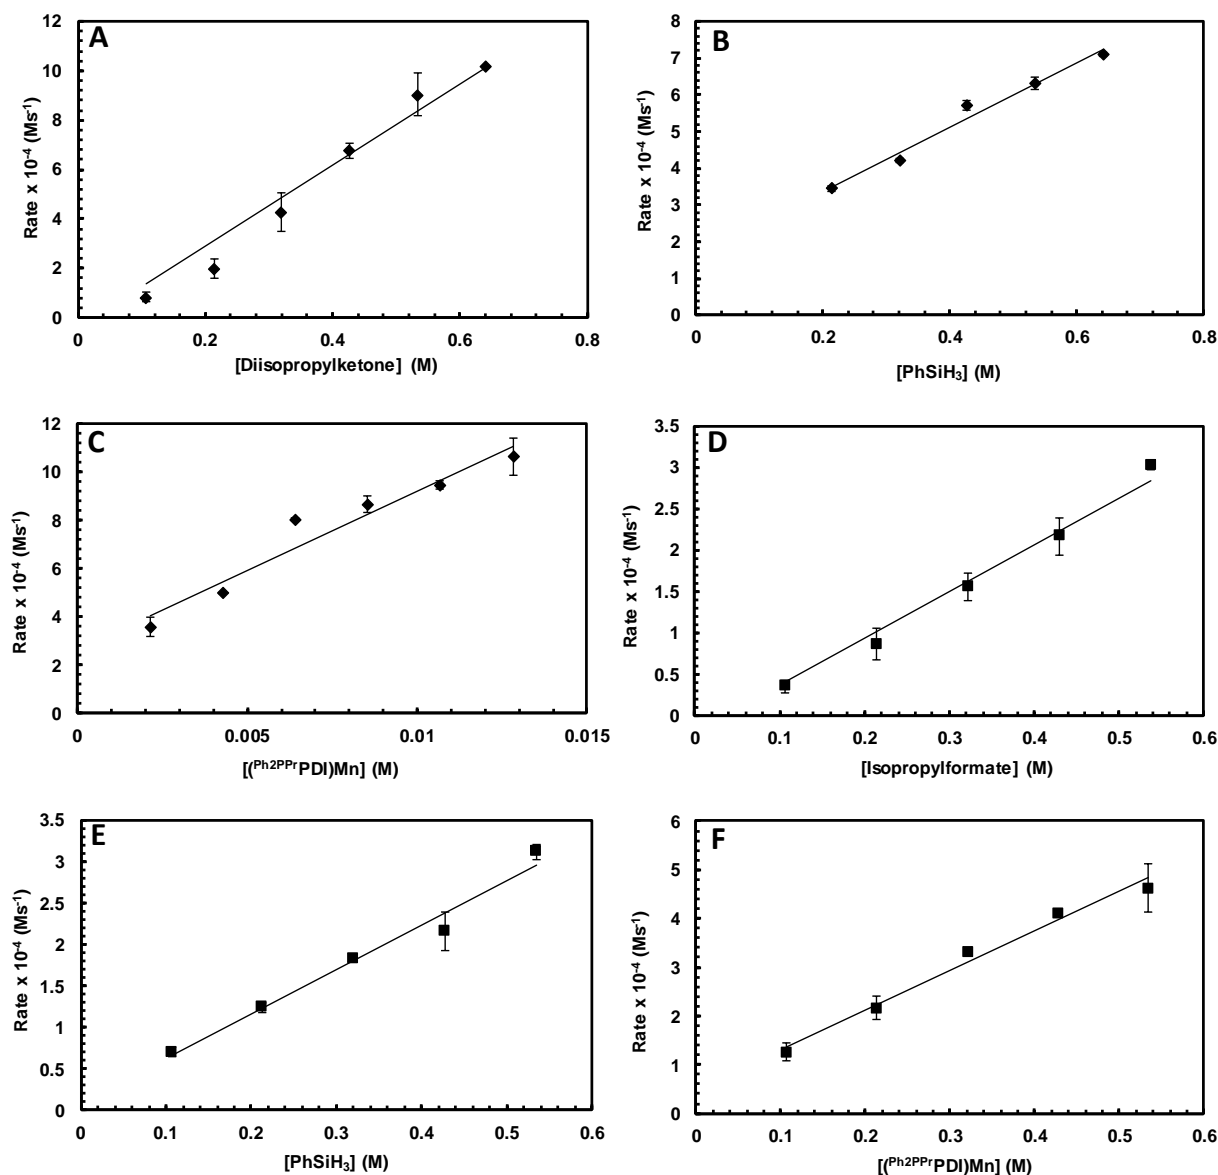 A
12
10
8
6
4
2
0
0 0.2 0.4 0.6 0.8
Rate x 10⁻⁴ (Ms⁻¹)
[Diisopropylketone] (M)
B
8
7
6
5
4
3
2
1
0
0 0.2 0.4 0.6 0.8
Rate x 10⁻⁴ (Ms⁻¹)
[PhSiH₃] (M)
C
12
10
8
6
4
2
0
0 0.005 0.01 0.015
Rate x 10⁻⁴ (Ms⁻¹)
[(ᴾʰ²ᴾᴾʳPDI)Mn] (M)
D
3.5
3
2.5
2
1.5
1
0.5
0
0 0.1 0.2 0.3 0.4 0.5 0.6
Rate x 10⁻⁴ (Ms⁻¹)
[Isopropylformate] (M)
E
3.5
3
2.5
2
1.5
1
0.5
0
0 0.1 0.2 0.3 0.4 0.5 0.6
Rate x 10⁻⁴ (Ms⁻¹)
[PhSiH₃] (M)
F
6
5
4
3
2
1
0
0 0.1 0.2 0.3 0.4 0.5 0.6
Rate x 10⁻⁴ (Ms⁻¹)
[(ᴾʰ²ᴾᴾʳPDI)Mn] (M)